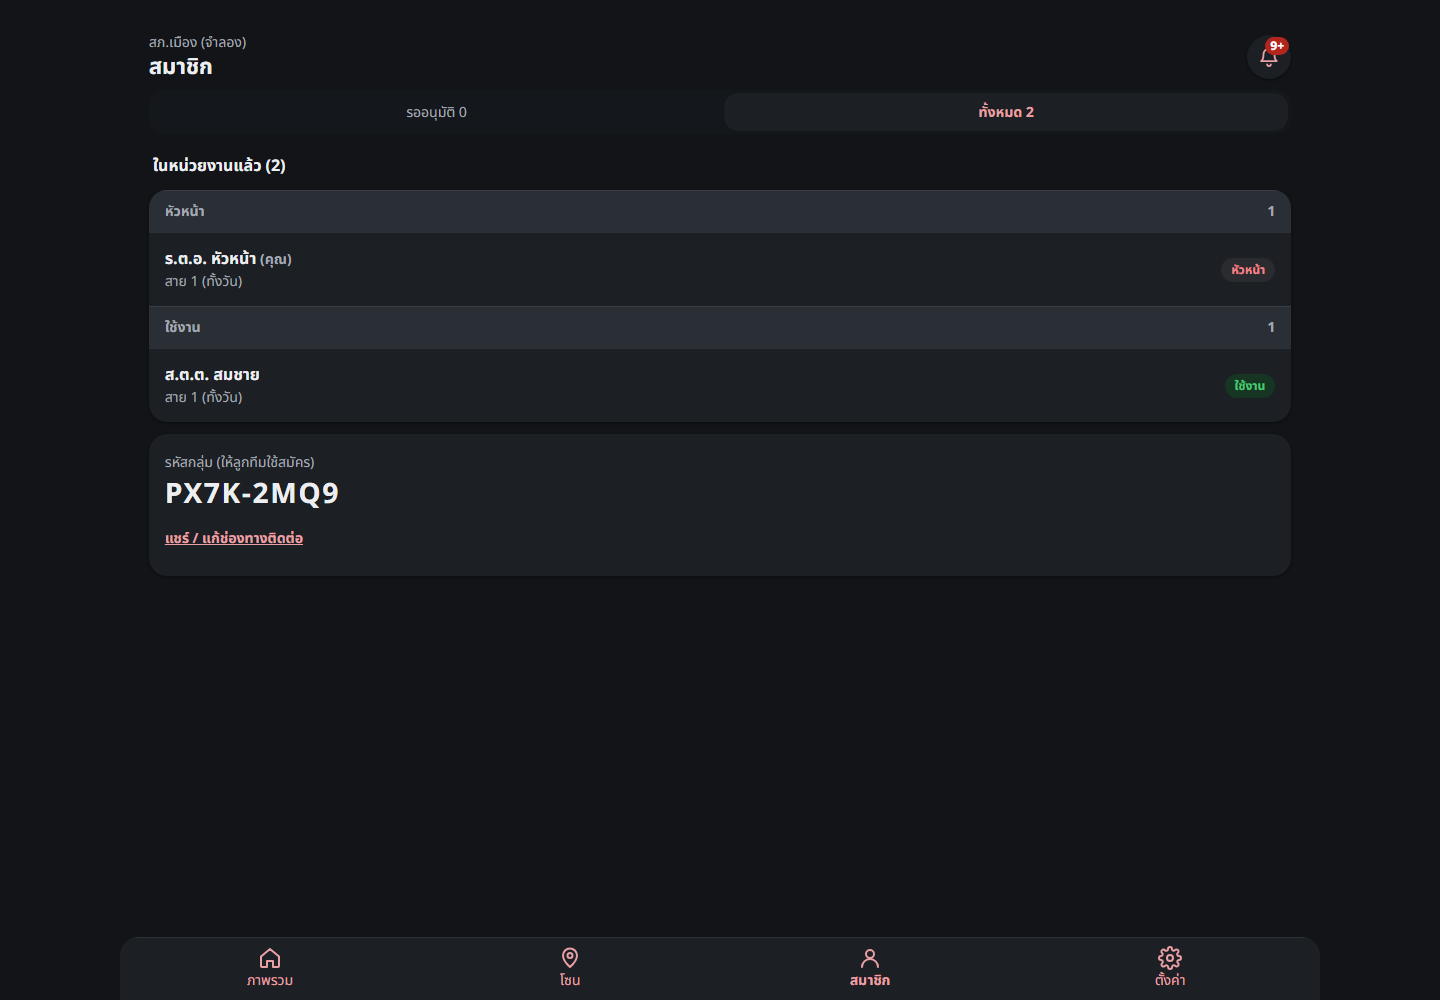 สภ.เมือง (จำลอง)
สมาชิก
9+
รออนุมัติ 0
ทั้งหมด 2
ในหน่วยงานแล้ว (2)
หัวหน้า 1
ร.ต.อ. หัวหน้า (คุณ)
สาย 1 (ทั้งวัน)
หัวหน้า
ใช้งาน 1
ส.ต.ต. สมชาย
สาย 1 (ทั้งวัน)
ใช้งาน
รหัสกลุ่ม (ให้ลูกทีมใช้สมัคร)
PX7K-2MQ9
แชร์ / แก้ช่องทางติดต่อ
ภาพรวม
โซน
สมาชิก
ตั้งค่า